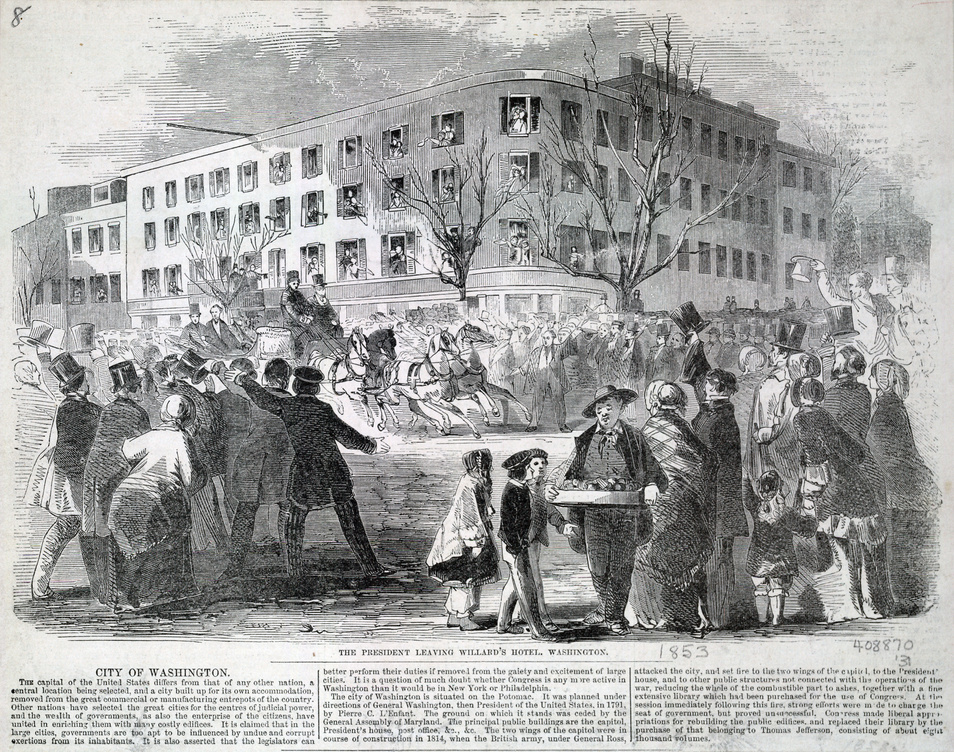 8.
THE PRESIDENT LEAVING WILLARD'S HOTEL, WASHINGTON.
1853
408870
'31
CITY OF WASHINGTON.
THE capital of the United States differs from that of any other nation, a
central location being selected, and a city built up for its own accommodation,
removed from the great commercial or manufacturing entrepots of the country.
Other nations have selected the great cities for the centres of judicial power,
and the wealth of governments, as also the enterprise of the citizens, have
united in enriching them with many costly edifices. It is claimed that in the
large cities, governments are too apt to be influenced by undue and corrupt
exertions from its inhabitants. It is also asserted that the legislators can
better perform their duties if removed from the gaiety and excitement of large
cities. It is a question of much doubt whether Congress is any more active in
Washington than it would be in New York or Philadelphia.
The city of Washington is situated on the Potomac. It was planned under
directions of General Washington, then President of the United States, in 1791,
by Pierre C. L'Enfant. The ground on which it stands was ceded by the
General Assembly of Maryland. The principal public buildings are the capitol,
President's house, post office, &c., &c. The two wings of the capitol were in
course of construction in 1814, when the British army, under General Ross,
attacked the city, and set fire to the two wings of the capitol, to the President'
house, and to other public structures not connected with the operations of the
war, reducing the whole of the combustible part to ashes, together with a fine
extensive library which had been purchased for the use of Congress. At the
session immediately following this fire, strong efforts were made to change the
seat of government, but proved unsuccessful, Congress made liberal appro-
priations for rebuilding the public edifices, and replaced their library by the
purchase of that belonging to Thomas Jefferson, consisting of about eight
thousand volumes.